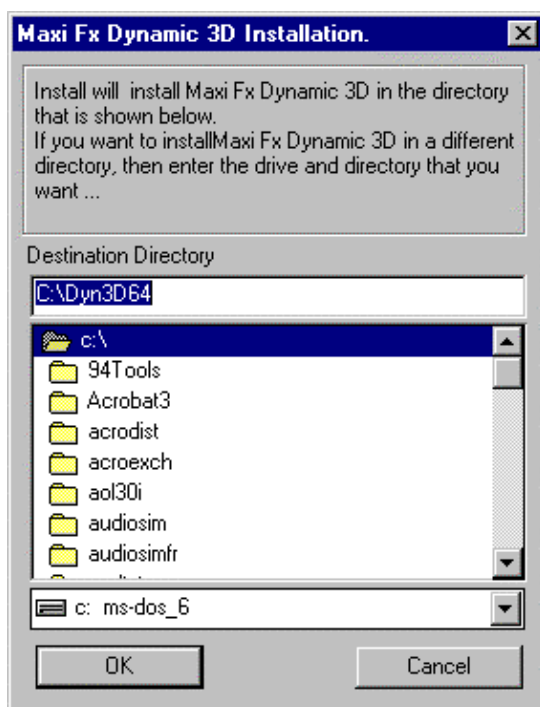 Maxi Fx Dynamic 3D Installation.
Install will install Maxi Fx Dynamic 3D in the directory
that is shown below.
If you want to installMaxi Fx Dynamic 3D in a different
directory, then enter the drive and directory that you
want ...
Destination Directory
C:\Dyn3D64
c:\
94Tools
Acrobat3
acrodist
acroexch
aol30i
audiosim
audiosimfr
c: ms-dos_6
OK
Cancel